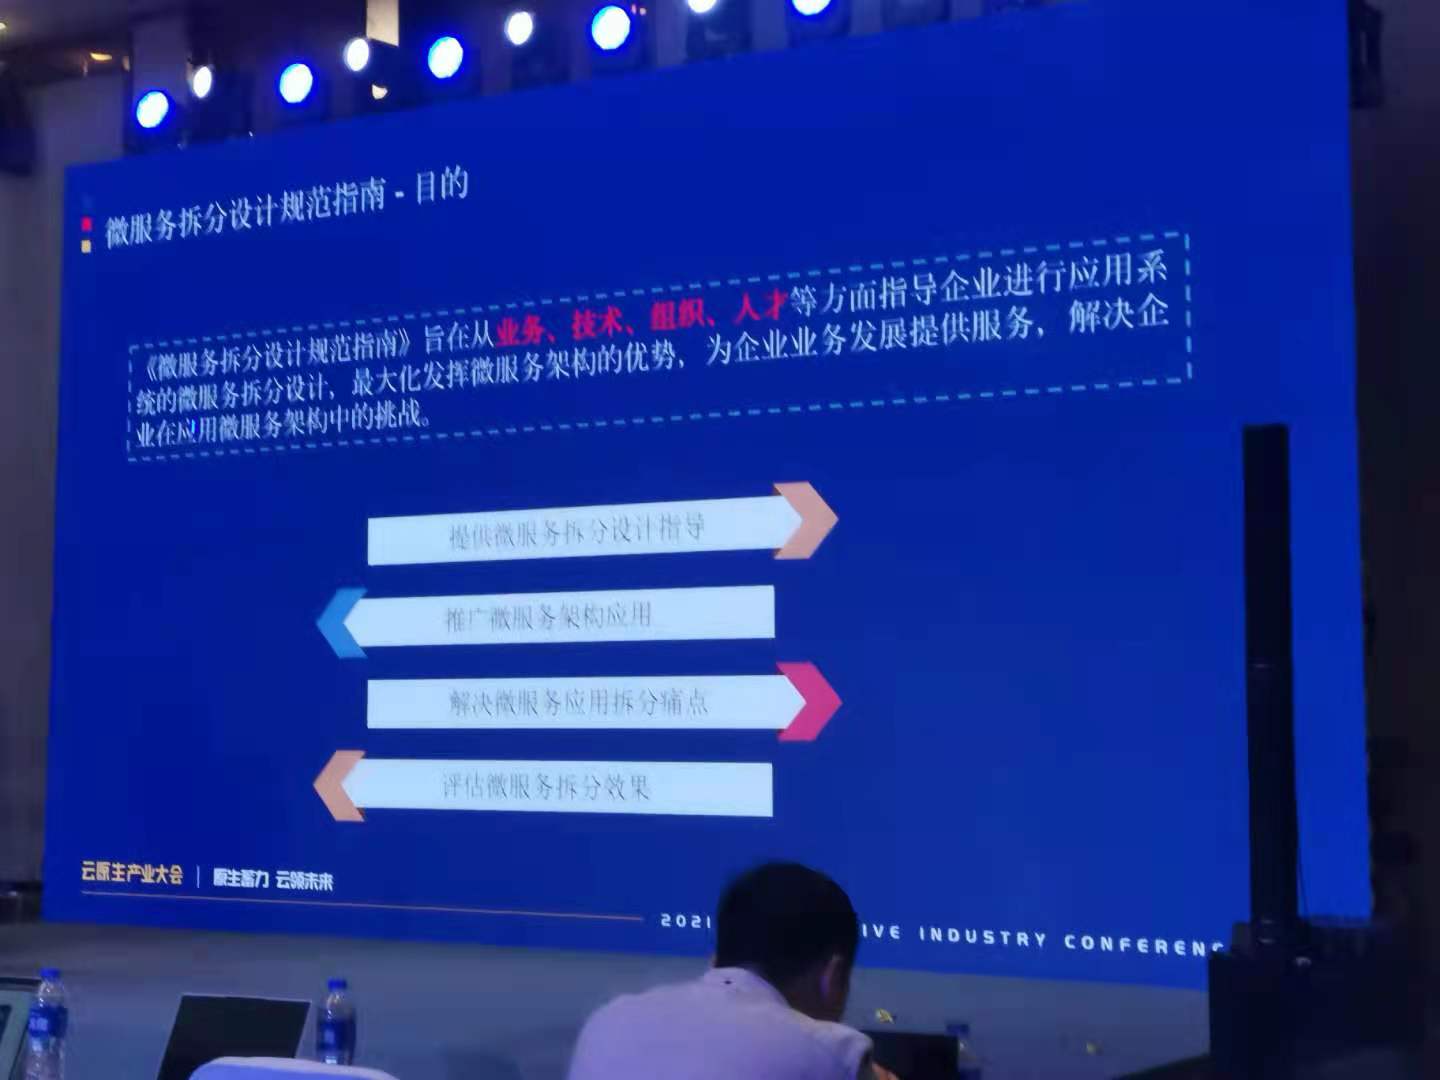 微服务拆分设计规范指南 - 目的
《微服务拆分设计规范指南》旨在从业务、技术、组织、人才等方面指导企业进行应用系
统的微服务拆分设计，最大化发挥微服务架构的优势，为企业业务发展提供服务，解决企
业在应用微服务架构中的挑战。
提供微服务拆分设计指导
推广微服务架构应用
解决微服务应用拆分痛点
评估微服务拆分效果
云原生产业大会 | 原生蓄力 云领未来
2021 IVE INDUSTRY CONFERENC